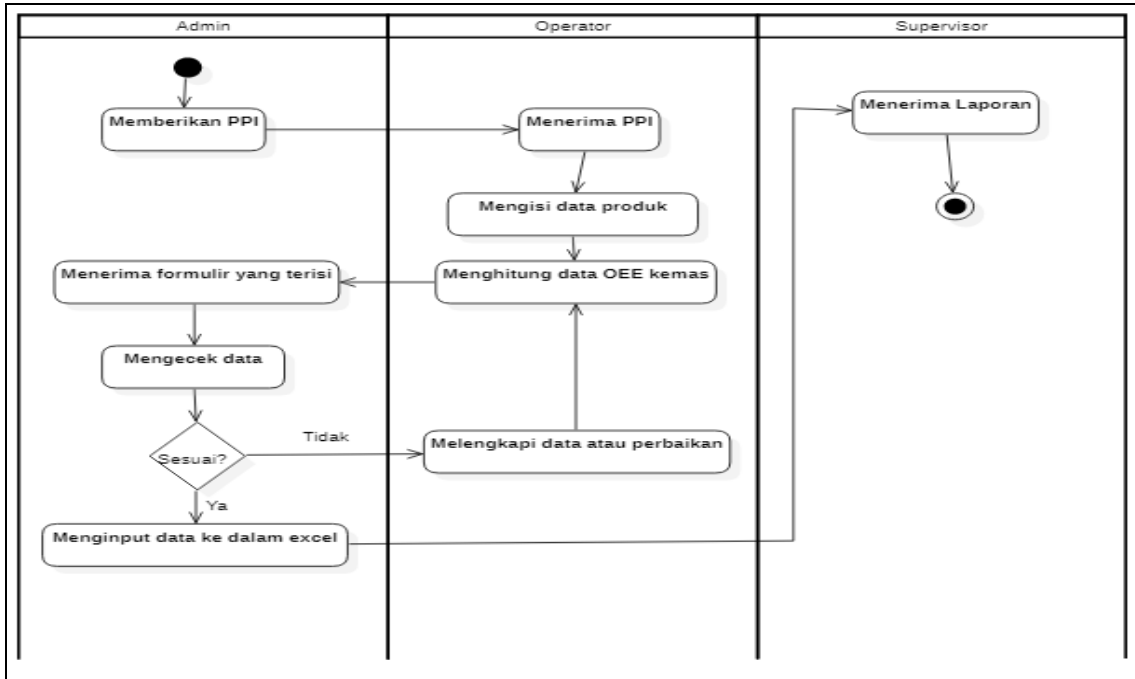 Admin
Operator
Supervisor
Memberikan PPI
Menerima PPI
Menerima Laporan
Mengisi data produk
Menerima formulir yang terisi
Menghitung data OEE kemas
Mengecek data
Sesuai?
Tidak
Melengkapi data atau perbaikan
Ya
Menginput data ke dalam excel